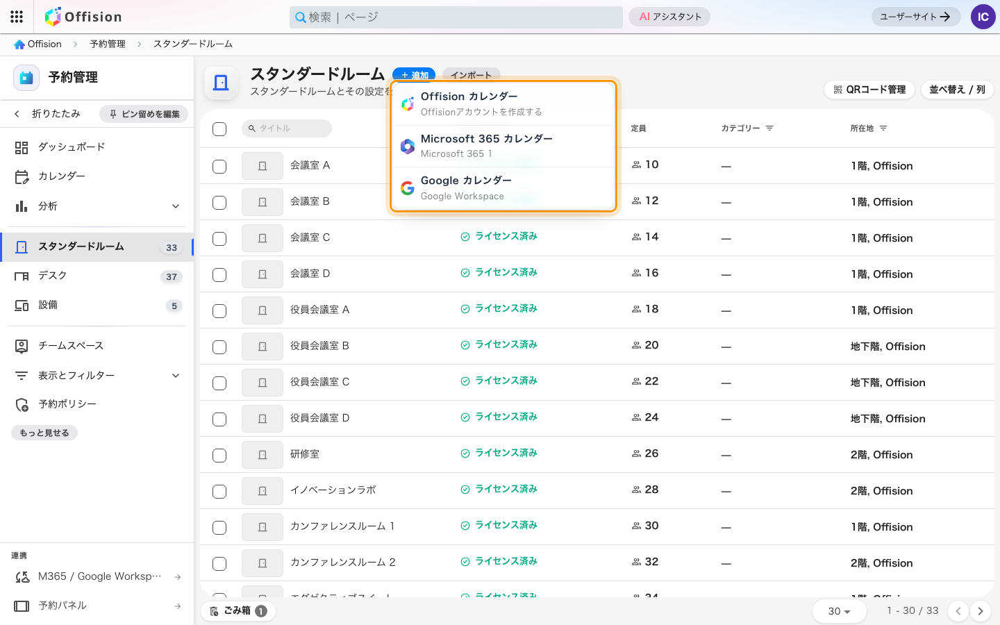 Offision
検索 | ページ
AI アシスタント
ユーザーサイト
IC
Offision
予約管理
スタンダードルーム
予約管理
折りたたみ
ピン留めを編集
ダッシュボード
カレンダー
分析
スタンダードルーム
33
デスク
37
設備
5
チームスペース
表示とフィルター
予約ポリシー
もっと見せる
連携
M365 / Google Worksp…
予約パネル
スタンダードルーム
+ 追加
インポート
スタンダードルームとその設定を
QRコード管理
並べ替え / 列
Offision カレンダー
Offisionアカウントを作成する
Microsoft 365 カレンダー
Microsoft 365 1
Google カレンダー
Google Workspace
タイトル
定員
カテゴリー
所在地
会議室 A
10
—
1階, Offision
会議室 B
12
—
1階, Offision
会議室 C
ライセンス済み
14
—
1階, Offision
会議室 D
ライセンス済み
16
—
1階, Offision
役員会議室 A
ライセンス済み
18
—
1階, Offision
役員会議室 B
ライセンス済み
20
—
地下階, Offision
役員会議室 C
ライセンス済み
22
—
地下階, Offision
役員会議室 D
ライセンス済み
24
—
地下階, Offision
研修室
ライセンス済み
26
—
2階, Offision
イノベーションラボ
ライセンス済み
28
—
2階, Offision
カンファレンスルーム 1
ライセンス済み
30
—
1階, Offision
カンファレンスルーム 2
ライセンス済み
32
—
2階, Offision
ごみ箱
1
30
1 - 30 / 33